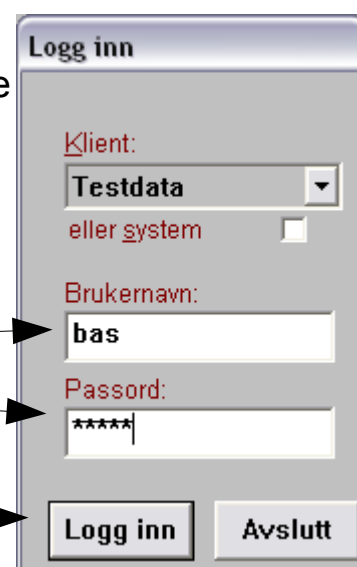 Logg inn
e
Klient:
Testdata
eller system
Brukernavn:
bas
Passord:
*****
Logg inn Avslutt